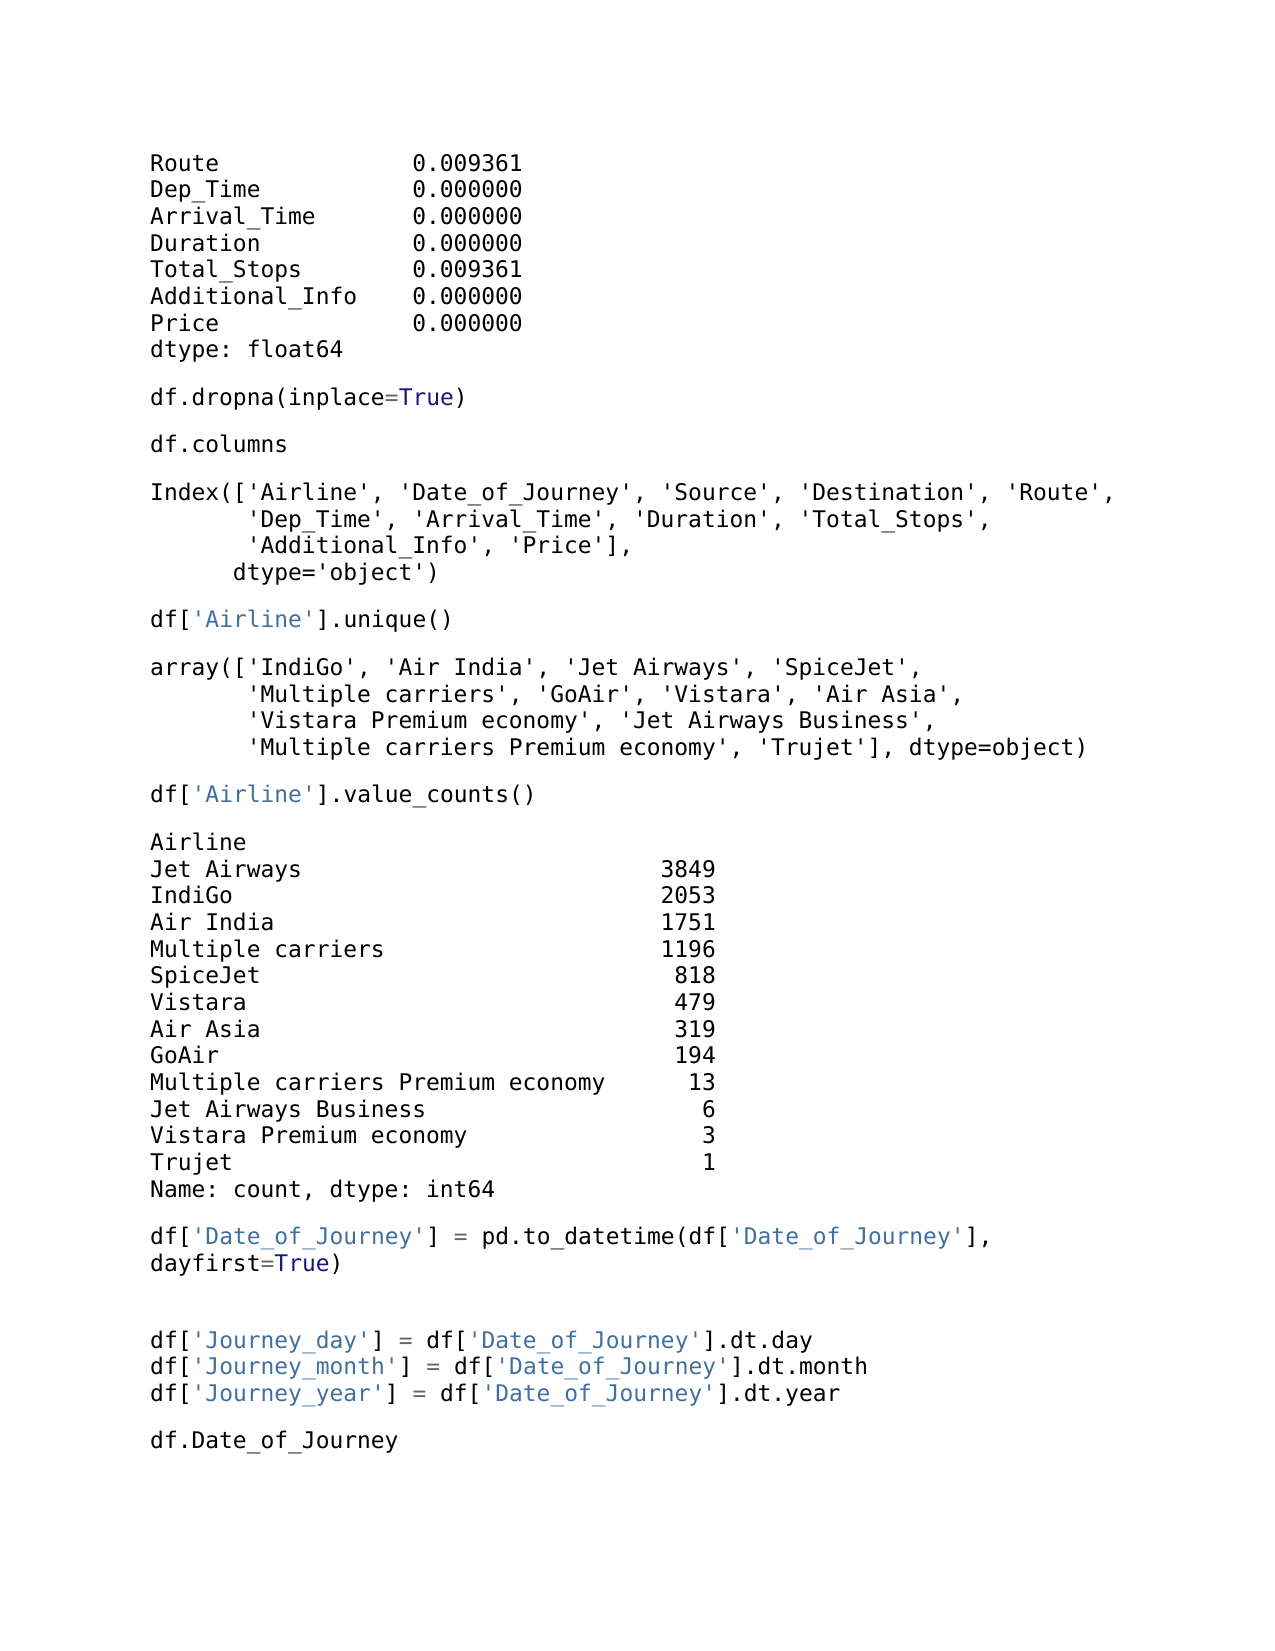 Route              0.009361
Dep_Time           0.000000
Arrival_Time       0.000000
Duration           0.000000
Total_Stops        0.009361
Additional_Info    0.000000
Price              0.000000
dtype: float64
df.dropna(inplace=True)
df.columns
Index(['Airline', 'Date_of_Journey', 'Source', 'Destination', 'Route',
       'Dep_Time', 'Arrival_Time', 'Duration', 'Total_Stops',
       'Additional_Info', 'Price'],
      dtype='object')
df['Airline'].unique()
array(['IndiGo', 'Air India', 'Jet Airways', 'SpiceJet',
       'Multiple carriers', 'GoAir', 'Vistara', 'Air Asia',
       'Vistara Premium economy', 'Jet Airways Business',
       'Multiple carriers Premium economy', 'Trujet'], dtype=object)
df['Airline'].value_counts()
Airline
Jet Airways                          3849
IndiGo                               2053
Air India                            1751
Multiple carriers                    1196
SpiceJet                              818
Vistara                               479
Air Asia                              319
GoAir                                 194
Multiple carriers Premium economy      13
Jet Airways Business                    6
Vistara Premium economy                 3
Trujet                                  1
Name: count, dtype: int64
df['Date_of_Journey'] = pd.to_datetime(df['Date_of_Journey'],
dayfirst=True)
df['Journey_day'] = df['Date_of_Journey'].dt.day
df['Journey_month'] = df['Date_of_Journey'].dt.month
df['Journey_year'] = df['Date_of_Journey'].dt.year
df.Date_of_Journey